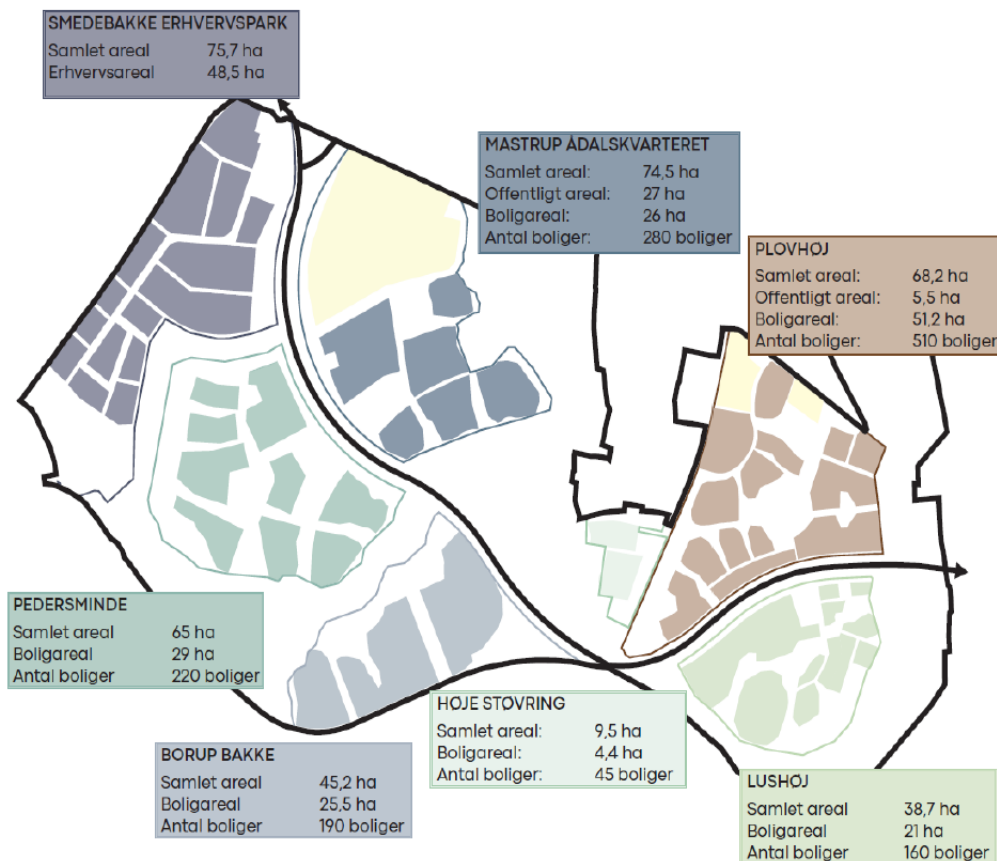 SMEDEBAKKE ERHVERVSPARK
Samlet areal 75,7 ha
Erhvervsareal 48,5 ha
MASTRUP ÅDALSKVARTERET
Samlet areal: 74,5 ha
Offentligt areal: 27 ha
Boligareal: 26 ha
Antal boliger: 280 boliger
PLOVHØJ
Samlet areal: 68,2 ha
Offentligt areal: 5,5 ha
Boligareal: 51,2 ha
Antal boliger: 510 boliger
PEDERSMINDE
Samlet areal 65 ha
Boligareal 29 ha
Antal boliger 220 boliger
HØJE STØVRING
Samlet areal: 9,5 ha
Boligareal: 4,4 ha
Antal boliger: 45 boliger
BORUP BAKKE
Samlet areal 45,2 ha
Boligareal 25,5 ha
Antal boliger 190 boliger
LUSHØJ
Samlet areal 38,7 ha
Boligareal 21 ha
Antal boliger 160 boliger